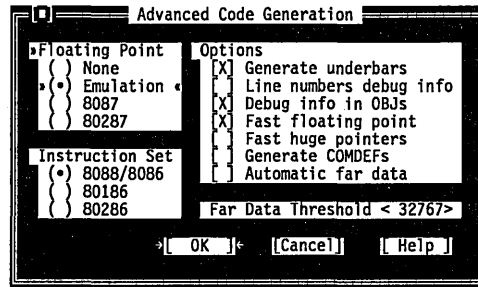 Advanced Code Generation
»Floating Point
( ) None
»(•) Emulation «
( ) 8087
( ) 80287
Instruction Set
(•) 8088/8086
( ) 80186
( ) 80286
Options
[X] Generate underbars
[ ] Line numbers debug info
[X] Debug info in OBJs
[X] Fast floating point
[ ] Fast huge pointers
[ ] Generate COMDEFs
[ ] Automatic far data
Far Data Threshold < 32767>
→[ OK ]← [Cancel] [ Help ]